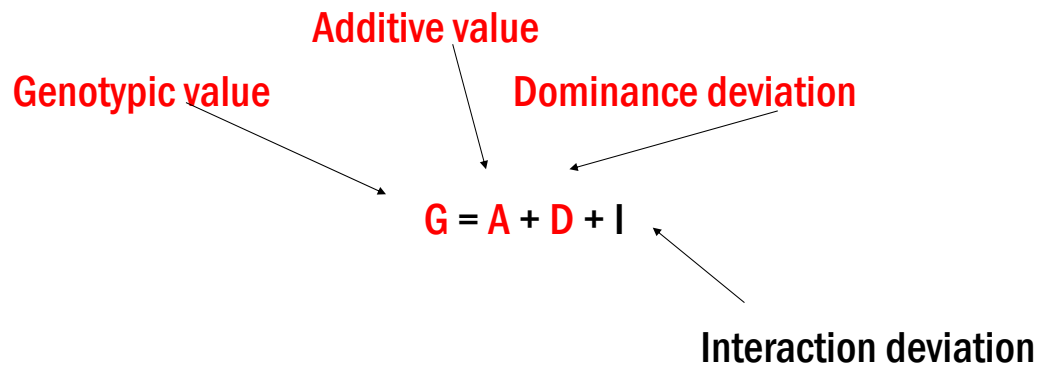 Additive value
Genotypic value
Dominance deviation
G = A + D + I
Interaction deviation